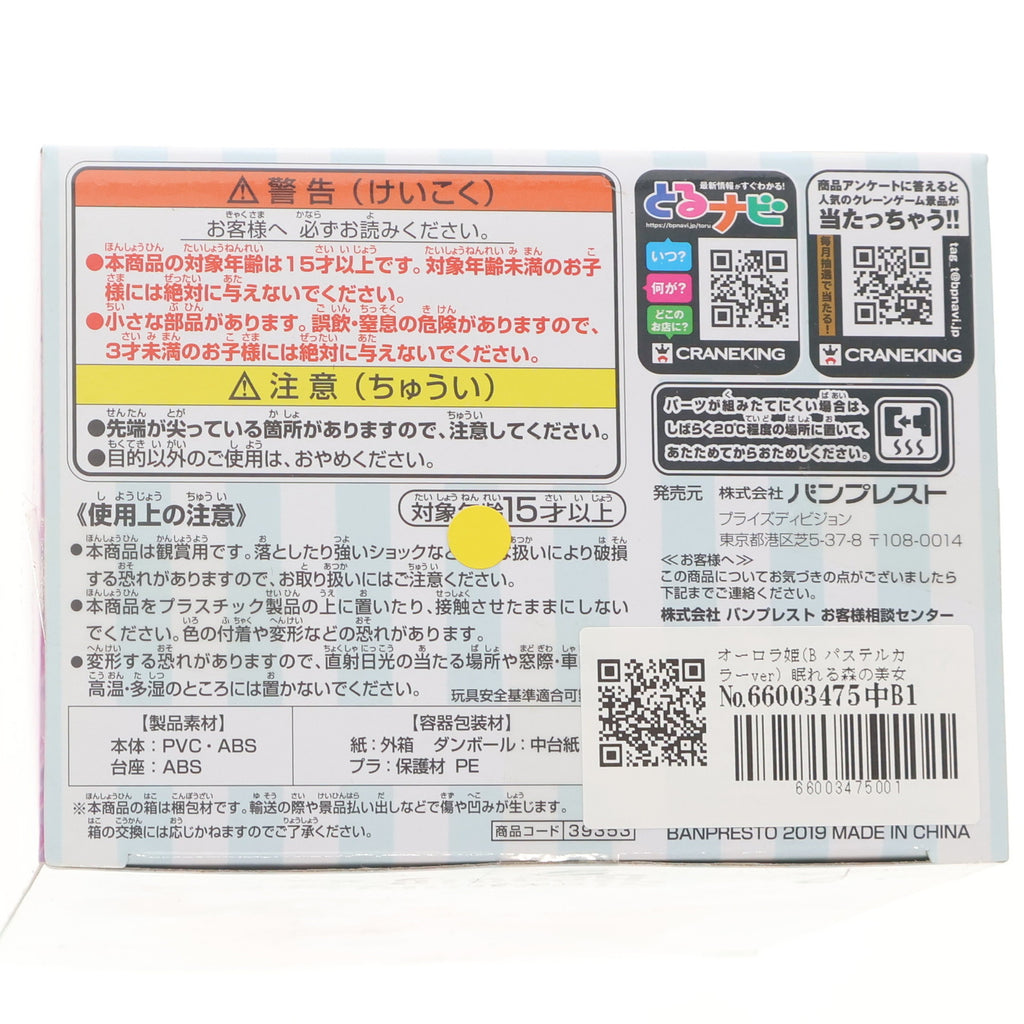 ⚠警告(けいこく)
お客様へ 必ずお読みください。
●本商品の対象年齢は15才以上です。対象年齢未満のお子
様には絶対に与えないでください。
●小さな部品があります。誤飲・窒息の危険がありますので、
3才未満のお子様には絶対に与えないでください。
⚠注意(ちゅうい)
●先端が尖っている箇所がありますので、注意してください。
●目的以外のご使用は、おやめください。
《使用上の注意》
対象年齢15才以上
●本商品は観賞用です。落としたり強いショックなど
な扱いにより破損
する恐れがありますので、お取り扱いにはご注意ください。
●本商品をプラスチック製品の上に置いたり、接触させたままにしない
でください。色の付着や変形などの恐れがあります。
●変形する恐れがありますので、直射日光の当たる場所や窓際・車
高温・多湿のところには置かないでください。
玩具安全基準適合可
【製品素材】
本体:PVC・ABS
台座:ABS
【容器包装材】
紙:外箱 ダンボール:中台紙
プラ:保護材 PE
※本商品の箱は梱包材です。輸送の際や景品払い出しなどで傷や凹みが生じます。
箱の交換には応じかねますのでご了承ください。
商品コード 39353
最新情報がすぐわかる!
とるナビ
https://bpnavi.jp/toru
いつ?
何が?
どこの
お店に?
CRANEKING
商品アンケートに答えると
人気のクレーンゲーム景品が
当たっちゃう!!
毎月抽選で当たる!
tag_t@bpnavi.jp
CRANEKING
パーツが組みたてにくい場合は、
しばらく20℃程度の場所に置いて、
あたためてからおためしください。
発売元 株式会社 バンプレスト
プライズディビジョン
東京都港区芝5-37-8 〒108-0014
≪お客様へ≫
この商品についてお気づきの点がございましたら
下記までご連絡ください。
株式会社 バンプレスト お客様相談センター
オーロラ姫(B パステルカ
ラーver) 眠れる森の美女
No.66003475中B1
66003475001
BANPRESTO 2019 MADE IN CHINA